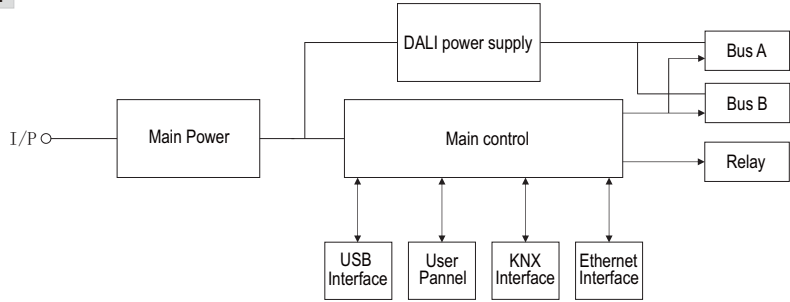 DALI power supply
Bus A
Bus B
I/P
Main Power
Main control
Relay
USB
Interface
User
Pannel
KNX
Interface
Ethernet
Interface